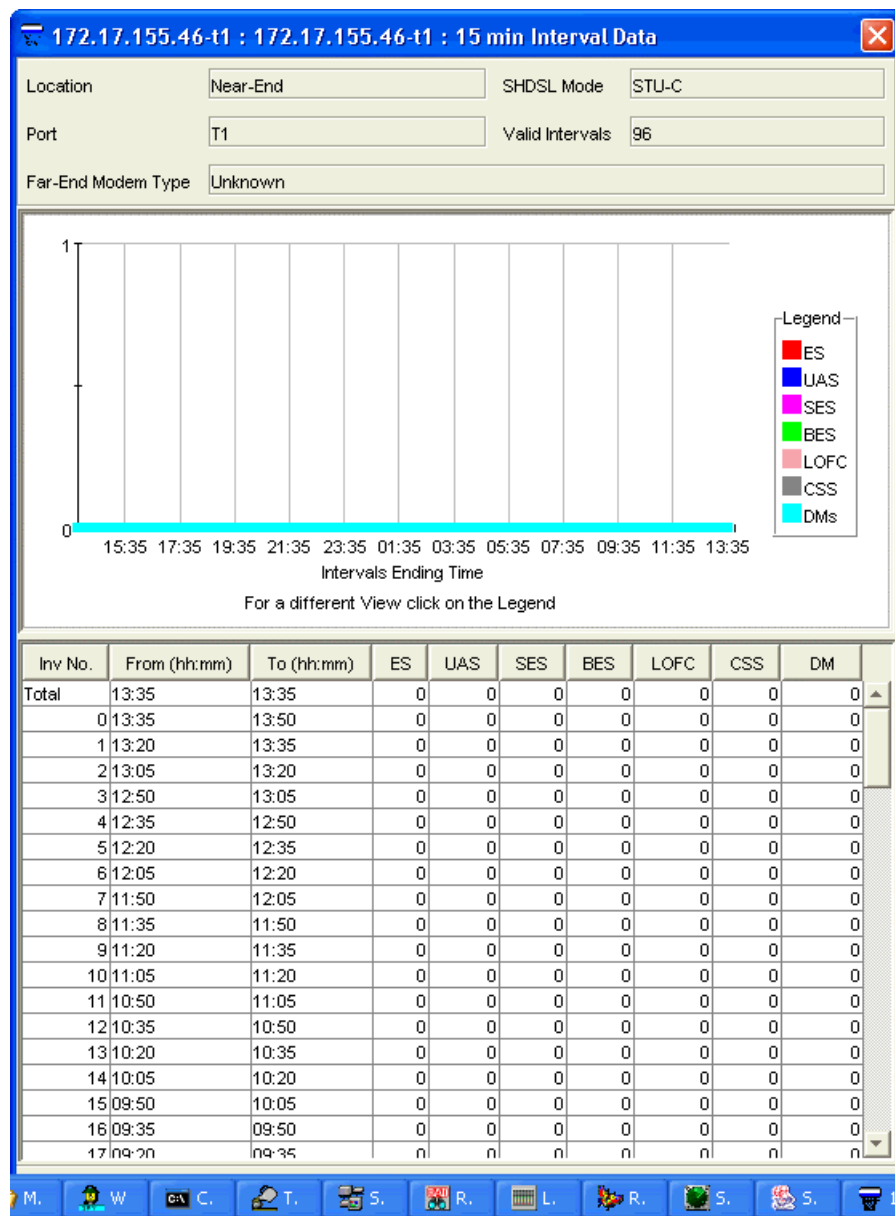 172.17.155.46-t1 : 172.17.155.46-t1 : 15 min Interval Data
Location Near-End SHDSL Mode STU-C
Port T1 Valid Intervals 96
Far-End Modem Type Unknown
1
0
15:35 17:35 19:35 21:35 23:35 01:35 03:35 05:35 07:35 09:35 11:35 13:35
Intervals Ending Time
For a different View click on the Legend
Legend
ES
UAS
SES
BES
LOFC
CSS
DMs
Inv No. From (hh:mm) To (hh:mm) ES UAS SES BES LOFC CSS DM
Total 13:35 13:35 0 0 0 0 0 0 0
0 13:35 13:50 0 0 0 0 0 0 0
1 13:20 13:35 0 0 0 0 0 0 0
2 13:05 13:20 0 0 0 0 0 0 0
3 12:50 13:05 0 0 0 0 0 0 0
4 12:35 12:50 0 0 0 0 0 0 0
5 12:20 12:35 0 0 0 0 0 0 0
6 12:05 12:20 0 0 0 0 0 0 0
7 11:50 12:05 0 0 0 0 0 0 0
8 11:35 11:50 0 0 0 0 0 0 0
9 11:20 11:35 0 0 0 0 0 0 0
10 11:05 11:20 0 0 0 0 0 0 0
11 10:50 11:05 0 0 0 0 0 0 0
12 10:35 10:50 0 0 0 0 0 0 0
13 10:20 10:35 0 0 0 0 0 0 0
14 10:05 10:20 0 0 0 0 0 0 0
15 09:50 10:05 0 0 0 0 0 0 0
16 09:35 09:50 0 0 0 0 0 0 0
17 09:20 09:35 0 0 0 0 0 0 0
M. W C. T. S. R. L. R. S. S.